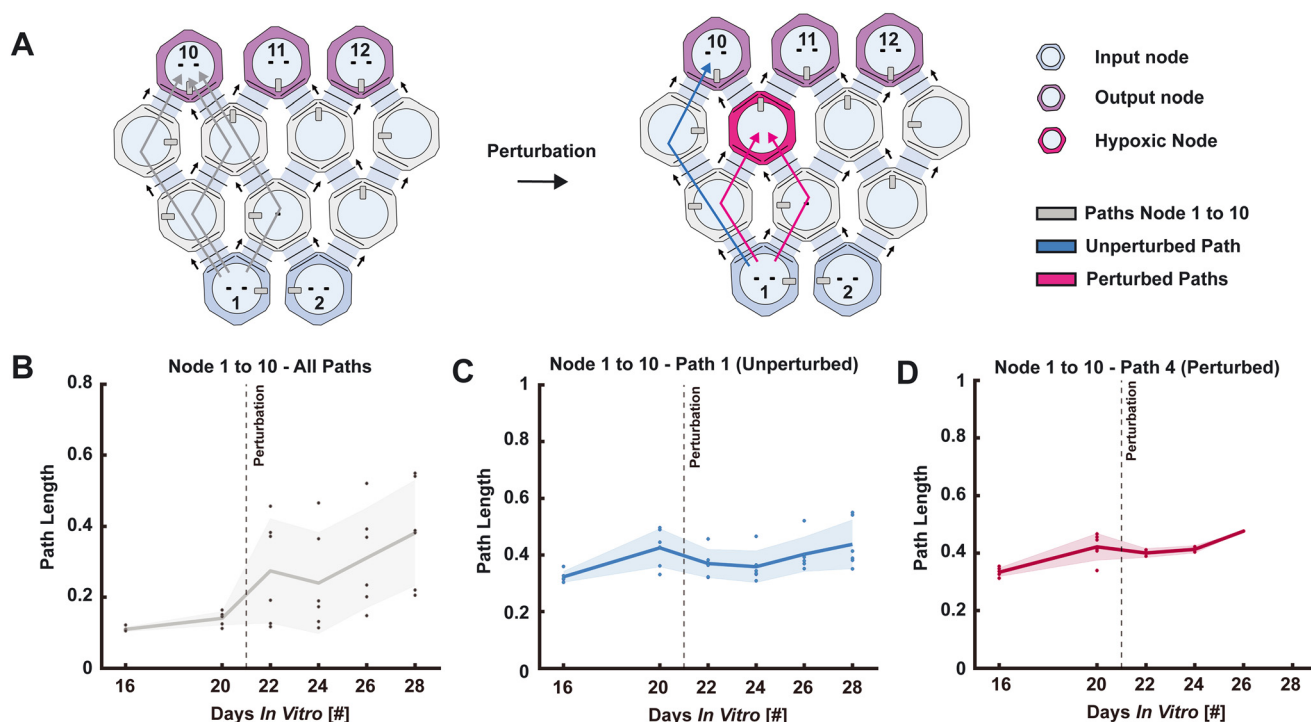 A
10
11
12
1
2
Perturbation
10
11
12
1
2
Input node
Output node
Hypoxic Node
Paths Node 1 to 10
Unperturbed Path
Perturbed Paths
B
Node 1 to 10 - All Paths
0.8
0.6
0.4
0.2
0
Path Length
Perturbation
16
20
22
24
26
28
Days In Vitro [#]
C
Node 1 to 10 - Path 1 (Unperturbed)
1
0.8
0.6
0.4
0.2
0
Path Length
Perturbation
16
20
22
24
26
28
Days In Vitro [#]
D
Node 1 to 10 - Path 4 (Perturbed)
1
0.8
0.6
0.4
0.2
0
Path Length
Perturbation
16
20
22
24
26
28
Days In Vitro [#]